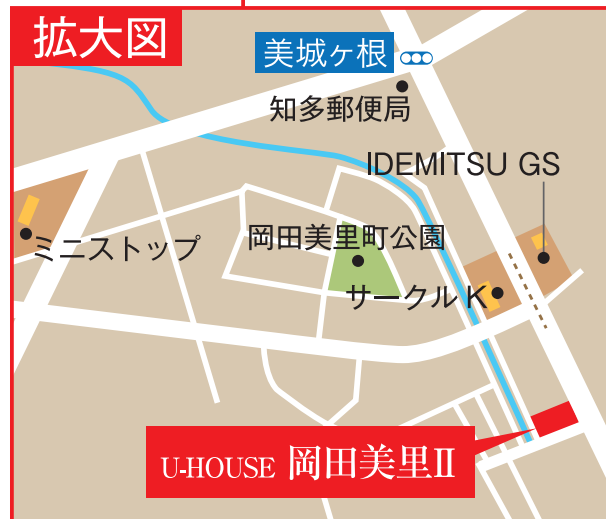 拡大図
美城ヶ根
知多郵便局
IDEMITSU GS
ミニストップ
岡田美里町公園
サークルK
U-HOUSE 岡田美里Ⅱ